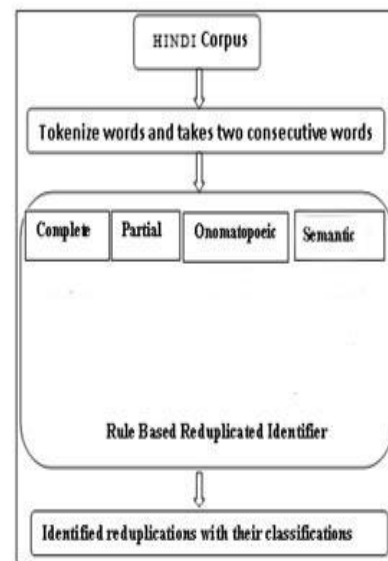 HINDI Corpus
Tokenize words and takes two consecutive words
Complete Partial Onomatopoeic Semantic
Rule Based Reduplicated Identifier
Identified reduplications with their classifications